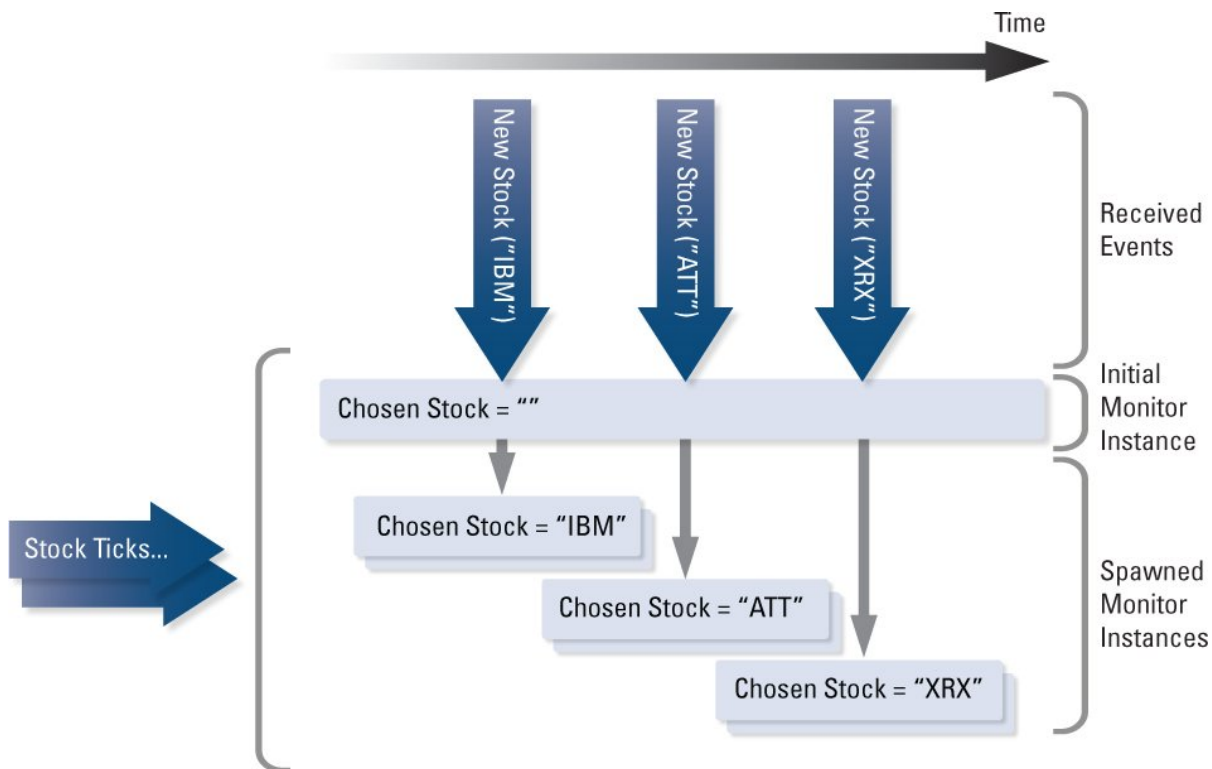 Time
New Stock ("IBM")
New Stock ("ATT")
New Stock ("XRX")
Received
Events
Chosen Stock = “”
Initial
Monitor
Instance
Chosen Stock = “IBM”
Stock Ticks...
Chosen Stock = “ATT”
Spawned
Monitor
Instances
Chosen Stock = “XRX”